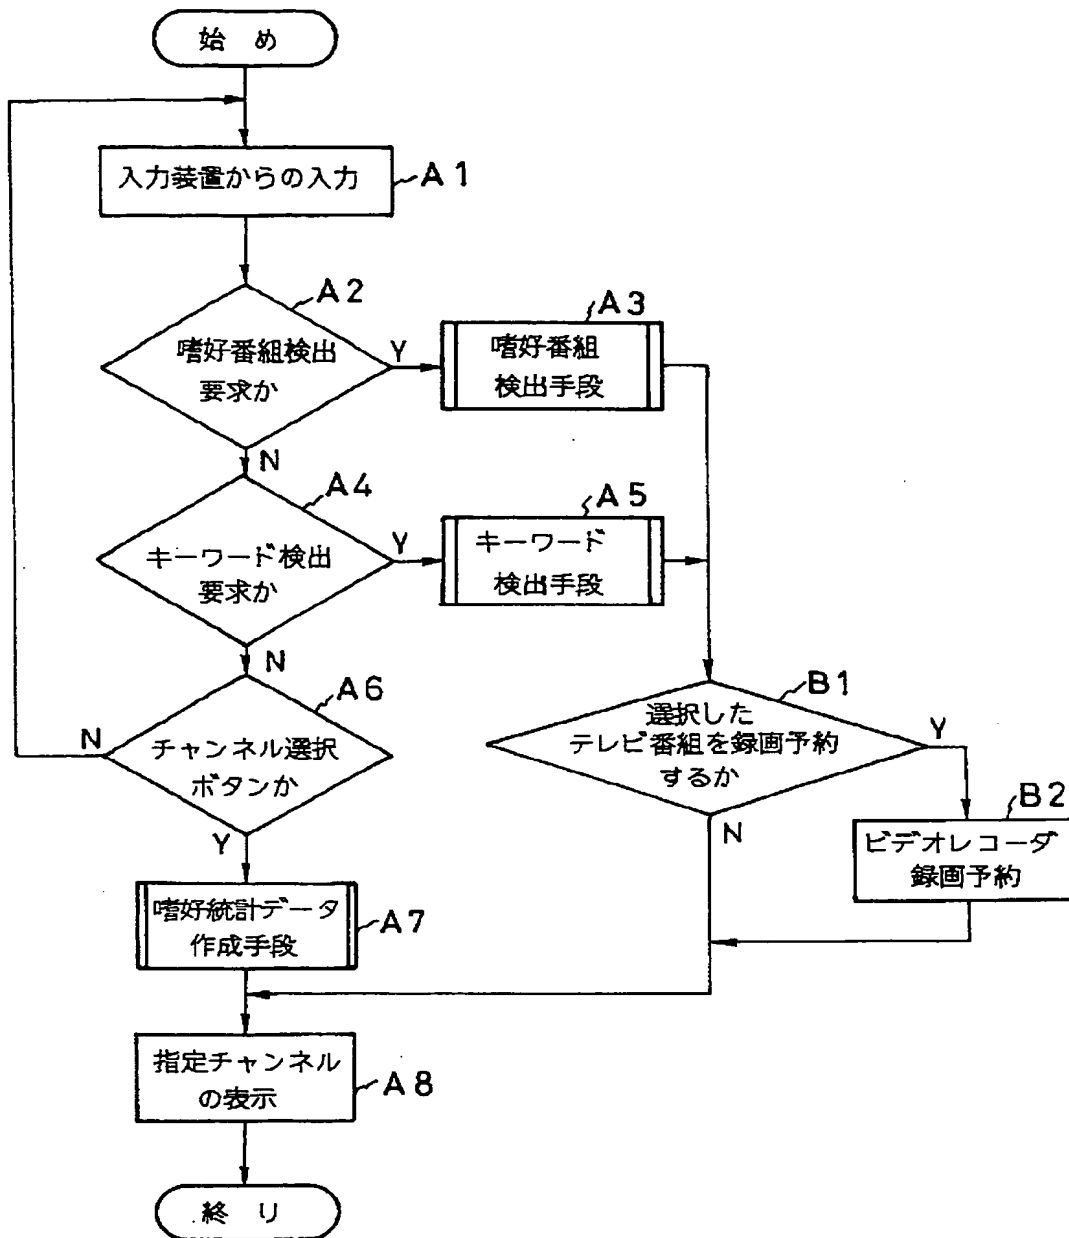 始 め
入力装置からの入力
A1
A2
嗜好番組検出
要求か
Y
N
A3
嗜好番組
検出手段
A4
キーワード検出
要求か
Y
N
A5
キーワード
検出手段
A6
チャンネル選択
ボタンか
N
Y
B1
選択した
テレビ番組を録画予約
するか
Y
N
B2
ビデオレコーダ
録画予約
嗜好統計データ
作成手段
A7
指定チャンネル
の表示
A8
終 り